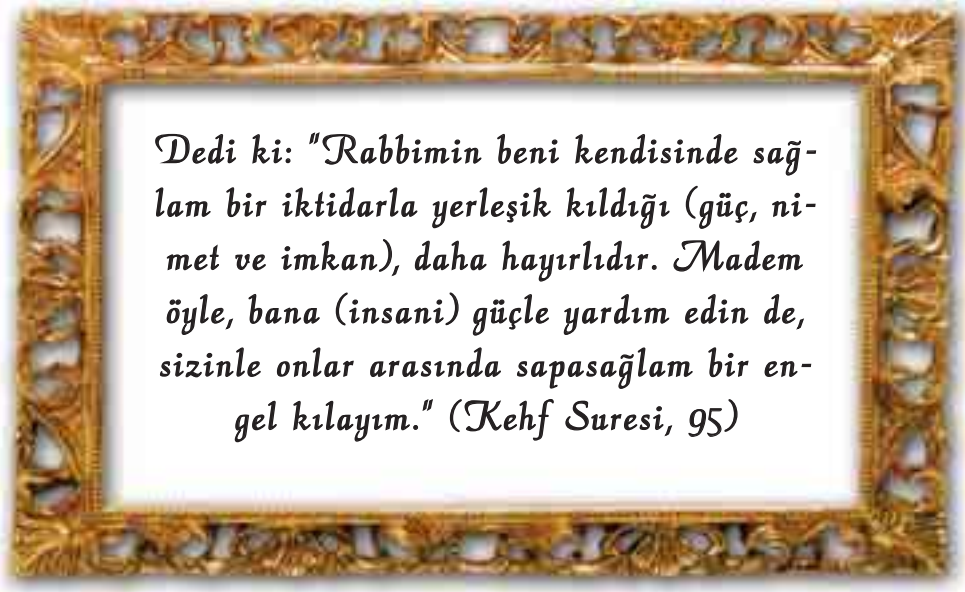 Dedi ki: "Rabbimin beni kendisinde sağ-
lam bir iktidarla yerleşik kıldığı (güç, ni-
met ve imkan), daha hayırlıdır. Madem
öyle, bana (insani) güçle yardım edin de,
sizinle onlar arasında sapasağlam bir en-
gel kılayım." (Kehf Suresi, 95)